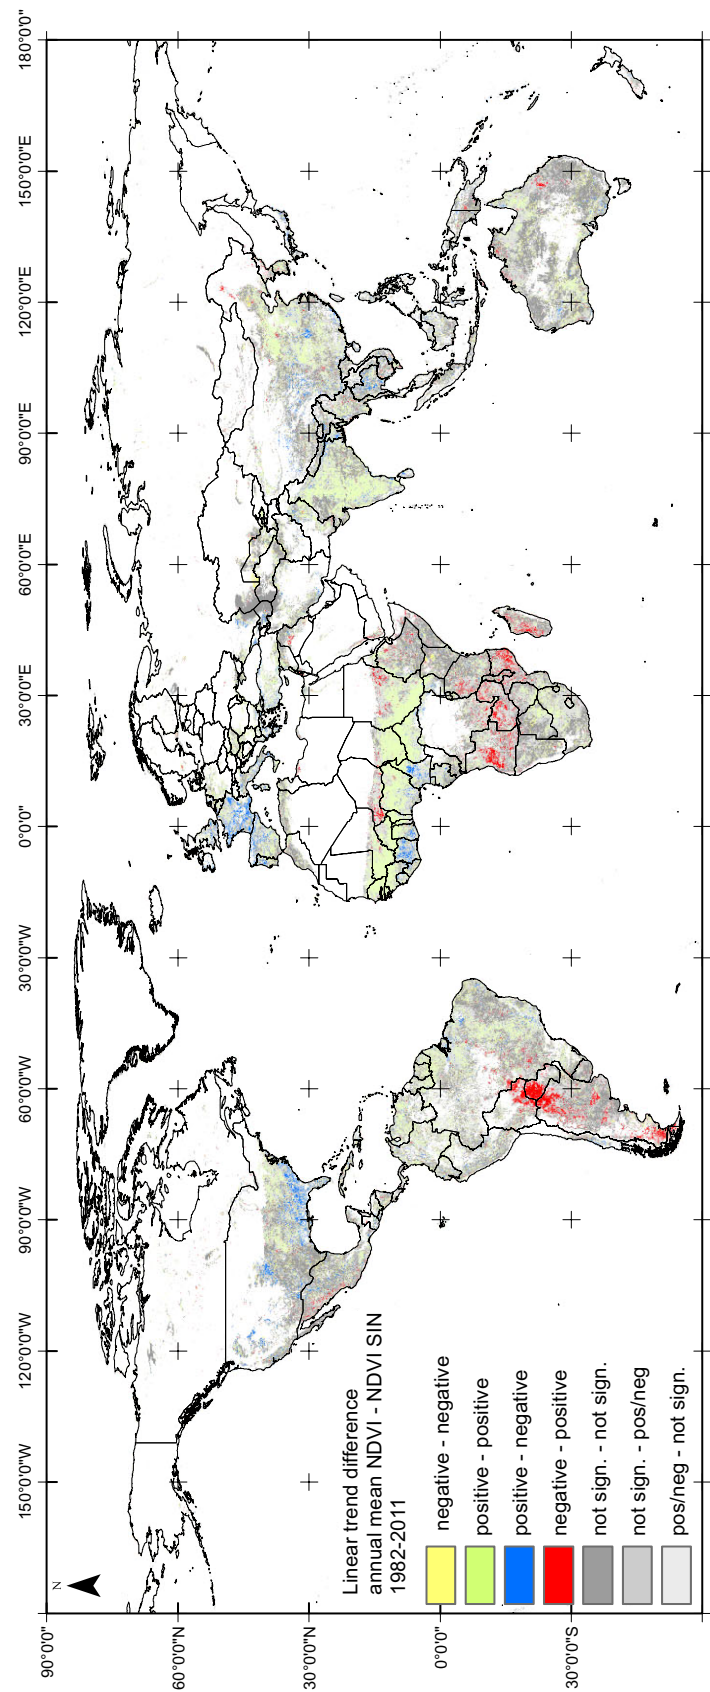 180°0'0"
150°0'0"E
120°0'0"E
90°0'0"E
60°0'0"E
30°0'0"E
0°0'0"
30°0'0"W
60°0'0"W
90°0'0"W
120°0'0"W
150°0'0"W
90°0'0"N
60°0'0"N
30°0'0"N
0°0'0"
30°0'0"S
N
Linear trend difference
annual mean NDVI - NDVI SIN
1982-2011
negative - negative
positive - positive
positive - negative
negative - positive
not sign. - not sign.
not sign. - pos/neg
pos/neg - not sign.